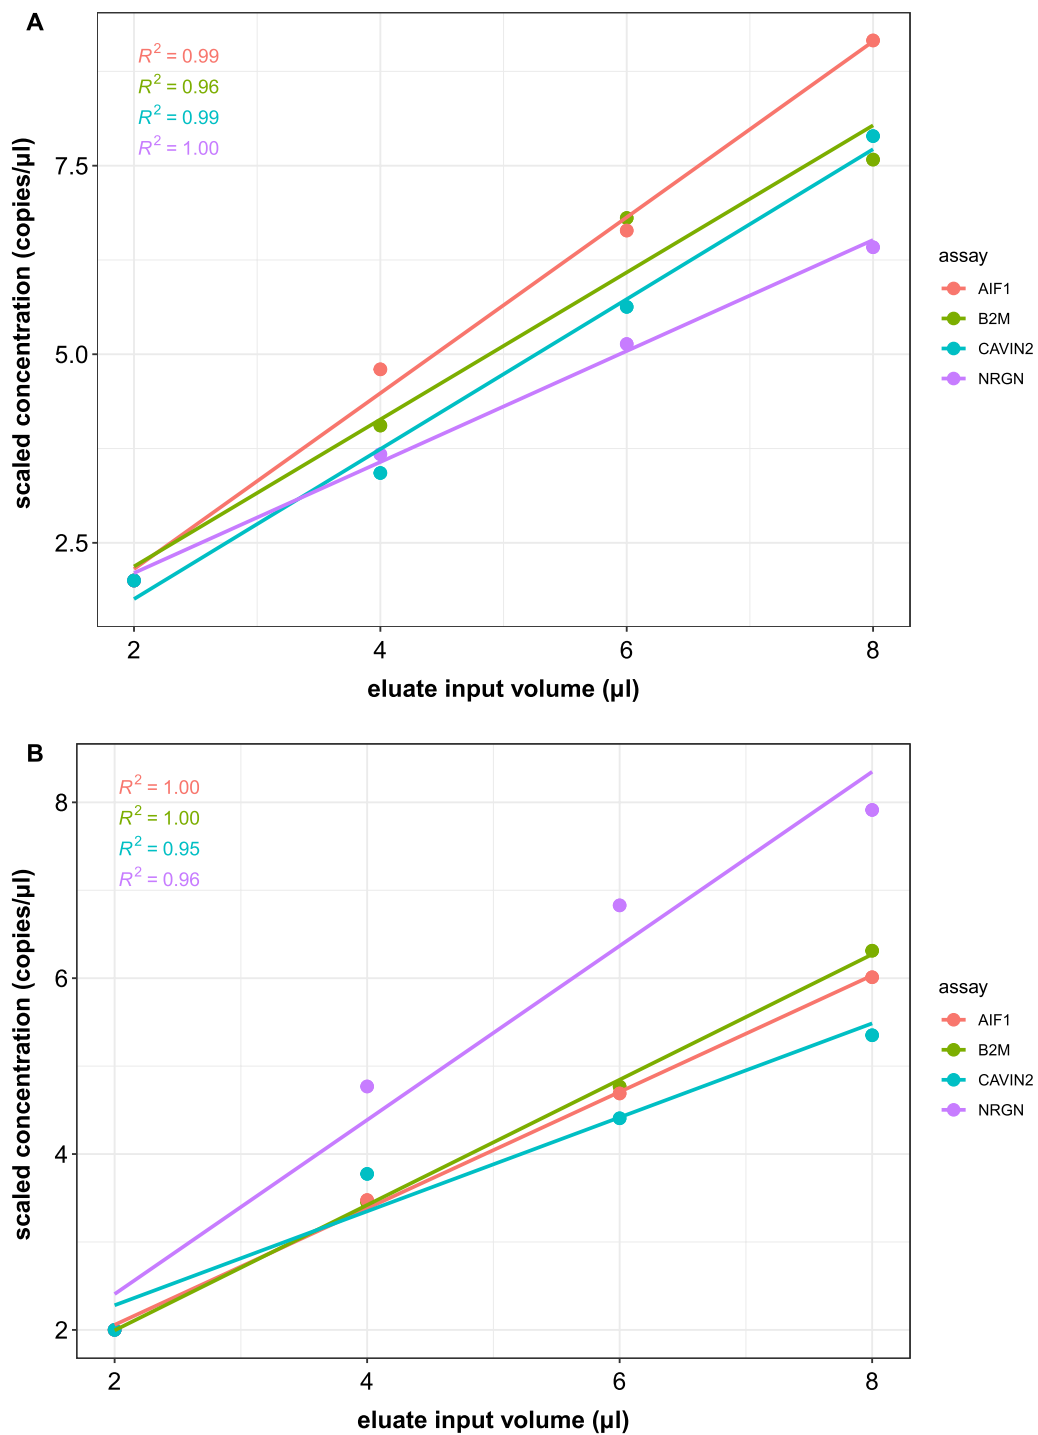 A
R² = 0.99
R² = 0.96
R² = 0.99
R² = 1.00
7.5
5.0
2.5
scaled concentration (copies/µl)
2 4 6 8
eluate input volume (µl)
assay
AIF1
B2M
CAVIN2
NRGN
B
R² = 1.00
R² = 1.00
R² = 0.95
R² = 0.96
8
6
4
2
scaled concentration (copies/µl)
2 4 6 8
eluate input volume (µl)
assay
AIF1
B2M
CAVIN2
NRGN